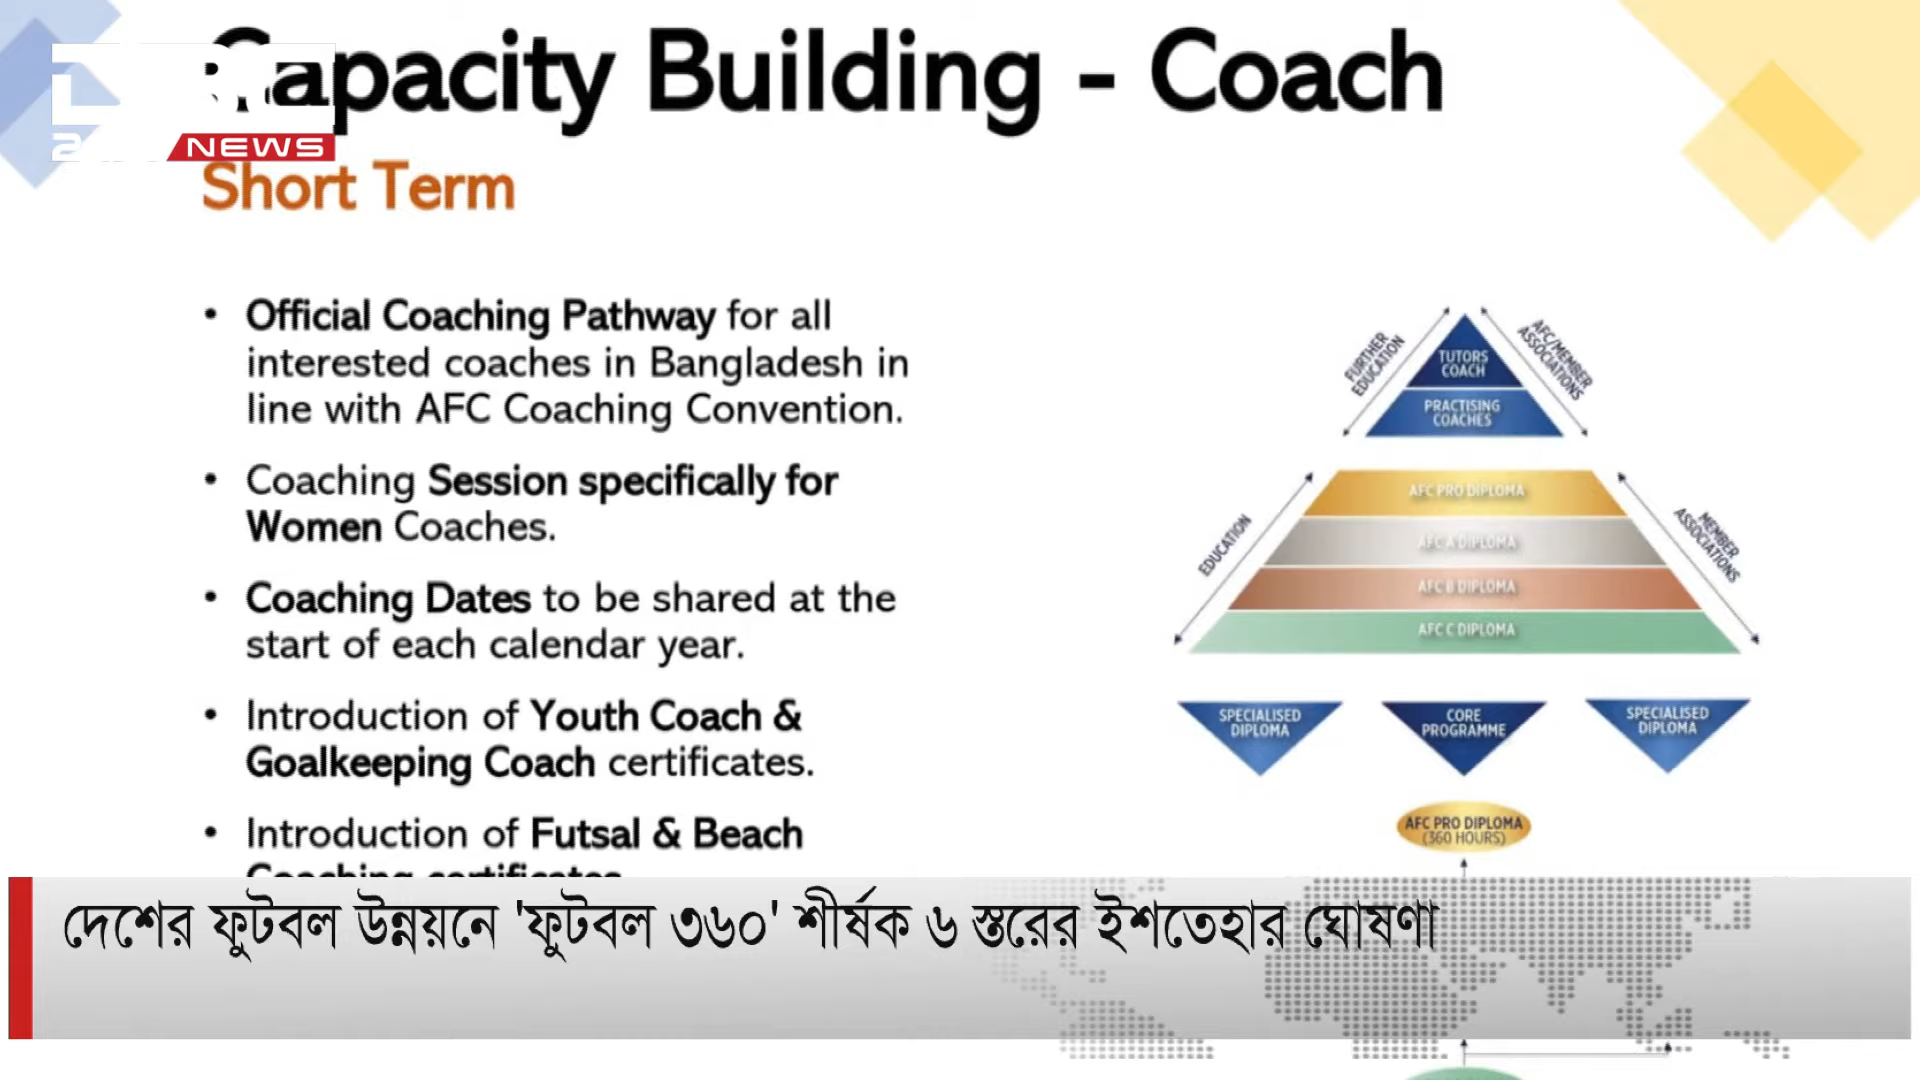 Capacity Building - Coach
NEWS
Short Term
• Official Coaching Pathway for all
interested coaches in Bangladesh in
line with AFC Coaching Convention.
• Coaching Session specifically for
Women Coaches.
• Coaching Dates to be shared at the
start of each calendar year.
• Introduction of Youth Coach &
Goalkeeping Coach certificates.
• Introduction of Futsal & Beach
Coaching certificates
FURTHER
EDUCATION
AFC/MEMBER
ASSOCIATIONS
TUTORS
COACH
PRACTISING
COACHES
EDUCATION
MEMBER
ASSOCIATIONS
AFC PRO DIPLOMA
AFC A DIPLOMA
AFC B DIPLOMA
AFC C DIPLOMA
SPECIALISED
DIPLOMA
CORE
PROGRAMME
SPECIALISED
DIPLOMA
AFC PRO DIPLOMA
(360 HOURS)
দেশের ফুটবল উন্নয়নে 'ফুটবল ৩৬০' শীর্ষক ৬ স্তরের ইশতেহার ঘোষণা